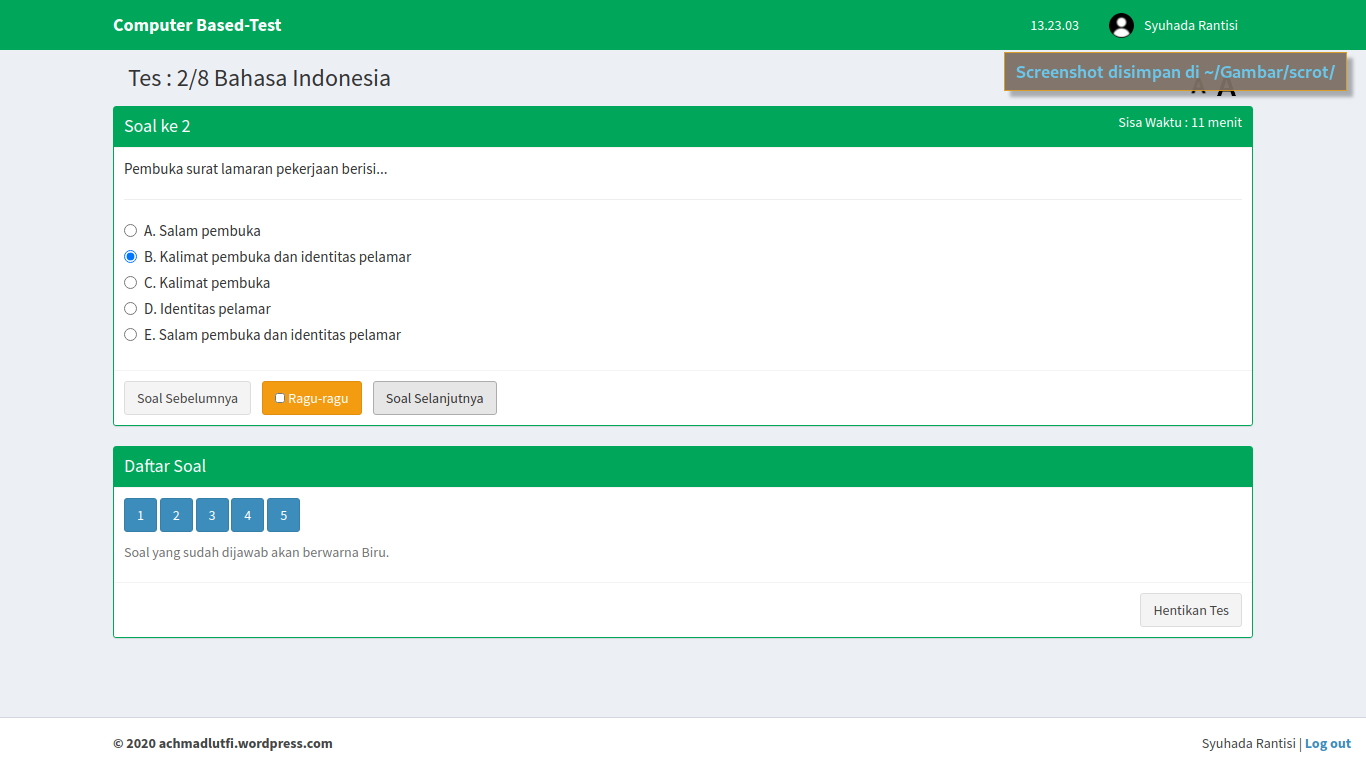 Computer Based-Test
13.23.03
Syuhada Rantisi
Tes : 2/8 Bahasa Indonesia
Screenshot disimpan di ~/Gambar/scrot/
A A
Soal ke 2
Sisa Waktu : 11 menit
Pembuka surat lamaran pekerjaan berisi...
A. Salam pembuka
B. Kalimat pembuka dan identitas pelamar
C. Kalimat pembuka
D. Identitas pelamar
E. Salam pembuka dan identitas pelamar
Soal Sebelumnya
Ragu-ragu
Soal Selanjutnya
Daftar Soal
1 2 3 4 5
Soal yang sudah dijawab akan berwarna Biru.
Hentikan Tes
© 2020 achmadlutfi.wordpress.com
Syuhada Rantisi | Log out